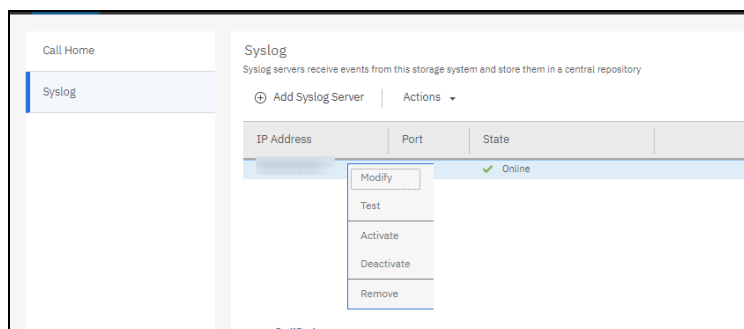 Call Home
Syslog
Syslog
Syslog servers receive events from this storage system and store them in a central repository
Add Syslog Server
Actions
IP Address
Port
State
Online
Modify
Test
Activate
Deactivate
Remove